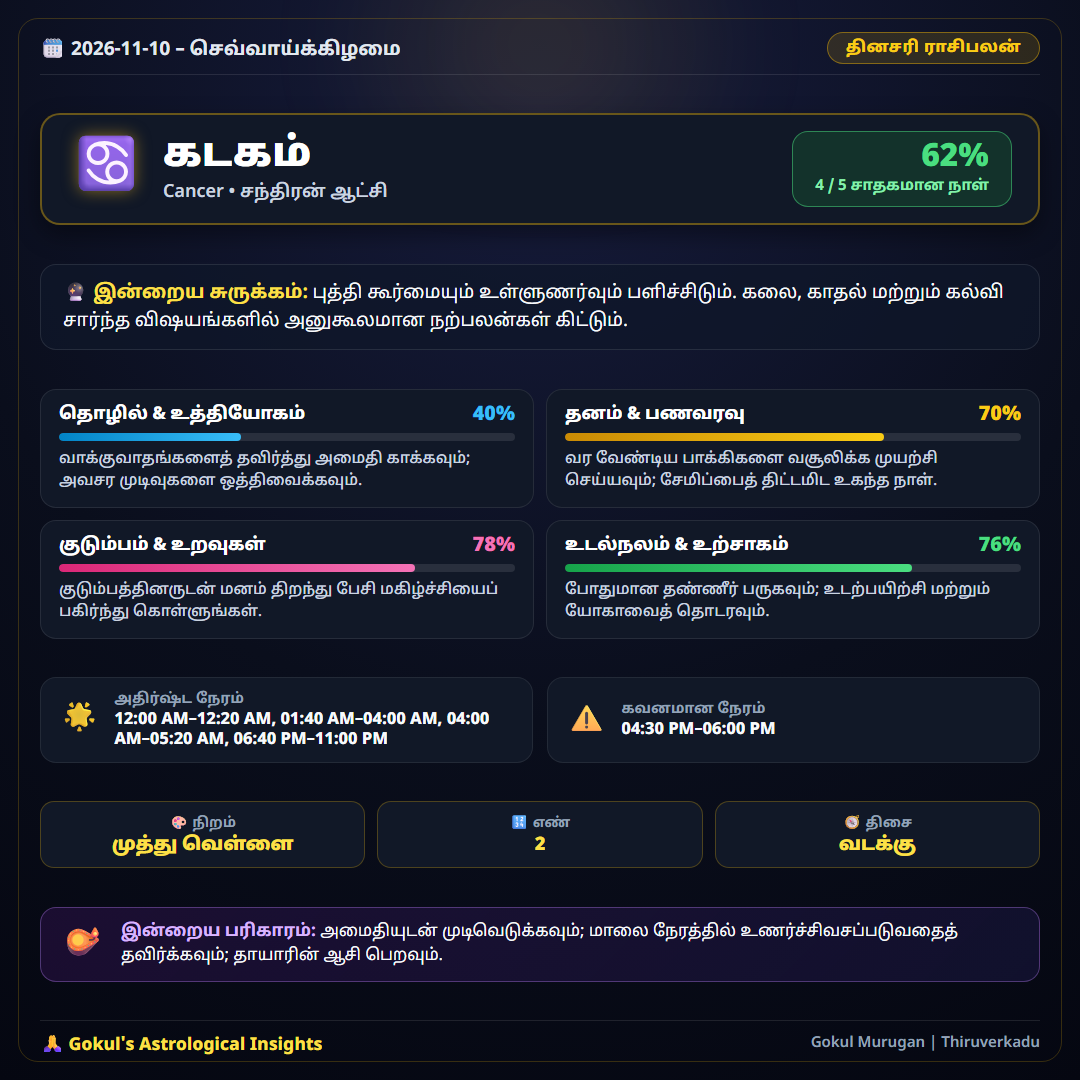 2026-11-10 – செவ்வாய்க்கிழமை
தினசரி ராசிபலன்
கடகம்
Cancer • சந்திரன் ஆட்சி
62%
4 / 5 சாதகமான நாள்
இன்றைய சுருக்கம்: புத்தி கூர்மையும் உள்ளுணர்வும் பளிச்சிடும். கலை, காதல் மற்றும் கல்வி
சார்ந்த விஷயங்களில் அனுகூலமான நற்பலன்கள் கிட்டும்.
தொழில் & உத்தியோகம் 40%
வாக்குவாதங்களைத் தவிர்த்து அமைதி காக்கவும்;
அவசர முடிவுகளை ஒத்திவைக்கவும்.
தனம் & பணவரவு 70%
வர வேண்டிய பாக்கிகளை வசூலிக்க முயற்சி
செய்யவும்; சேமிப்பைத் திட்டமிட உகந்த நாள்.
குடும்பம் & உறவுகள் 78%
குடும்பத்தினருடன் மனம் திறந்து பேசி மகிழ்ச்சியைப்
பகிர்ந்து கொள்ளுங்கள்.
உடல்நலம் & உற்சாகம் 76%
போதுமான தண்ணீர் பருகவும்; உடற்பயிற்சி மற்றும்
யோகாவைத் தொடரவும்.
அதிர்ஷ்ட நேரம்
12:00 AM–12:20 AM, 01:40 AM–04:00 AM, 04:00
AM–05:20 AM, 06:40 PM–11:00 PM
கவனமான நேரம்
04:30 PM–06:00 PM
நிறம்
முத்து வெள்ளை
எண்
2
திசை
வடக்கு
இன்றைய பரிகாரம்: அமைதியுடன் முடிவெடுக்கவும்; மாலை நேரத்தில் உணர்ச்சிவசப்படுவதைத்
தவிர்க்கவும்; தாயாரின் ஆசி பெறவும்.
Gokul's Astrological Insights
Gokul Murugan | Thiruverkadu